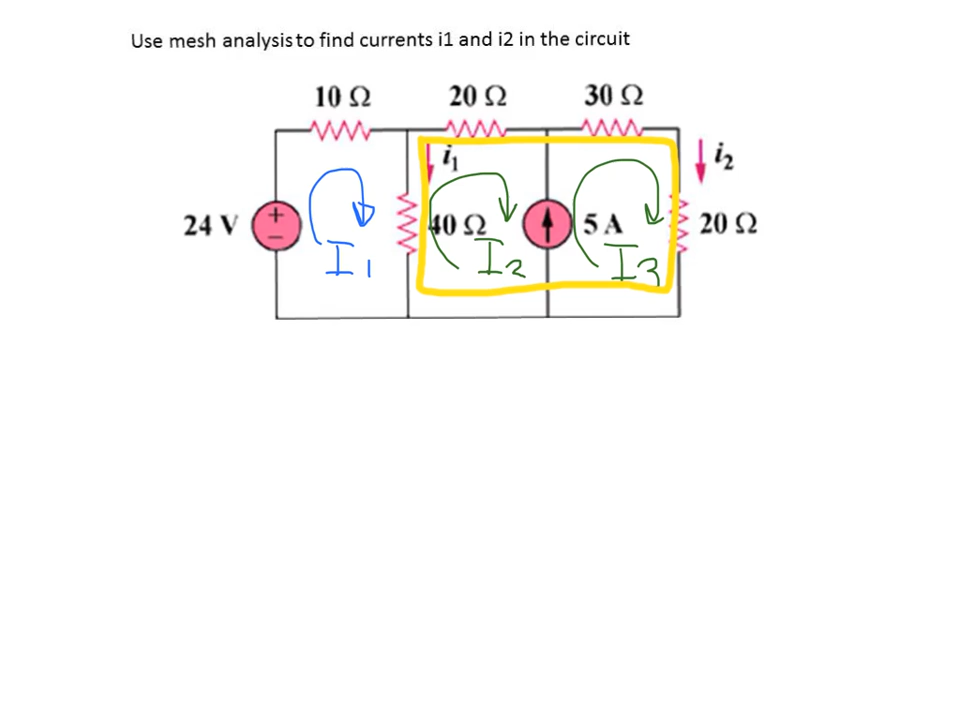 Use mesh analysis to find currents i1 and i2 in the circuit
10 Ω 20 Ω 30 Ω
i₁ i₂
24 V + − 40 Ω 5 A 20 Ω
I₁ I₂ I₃